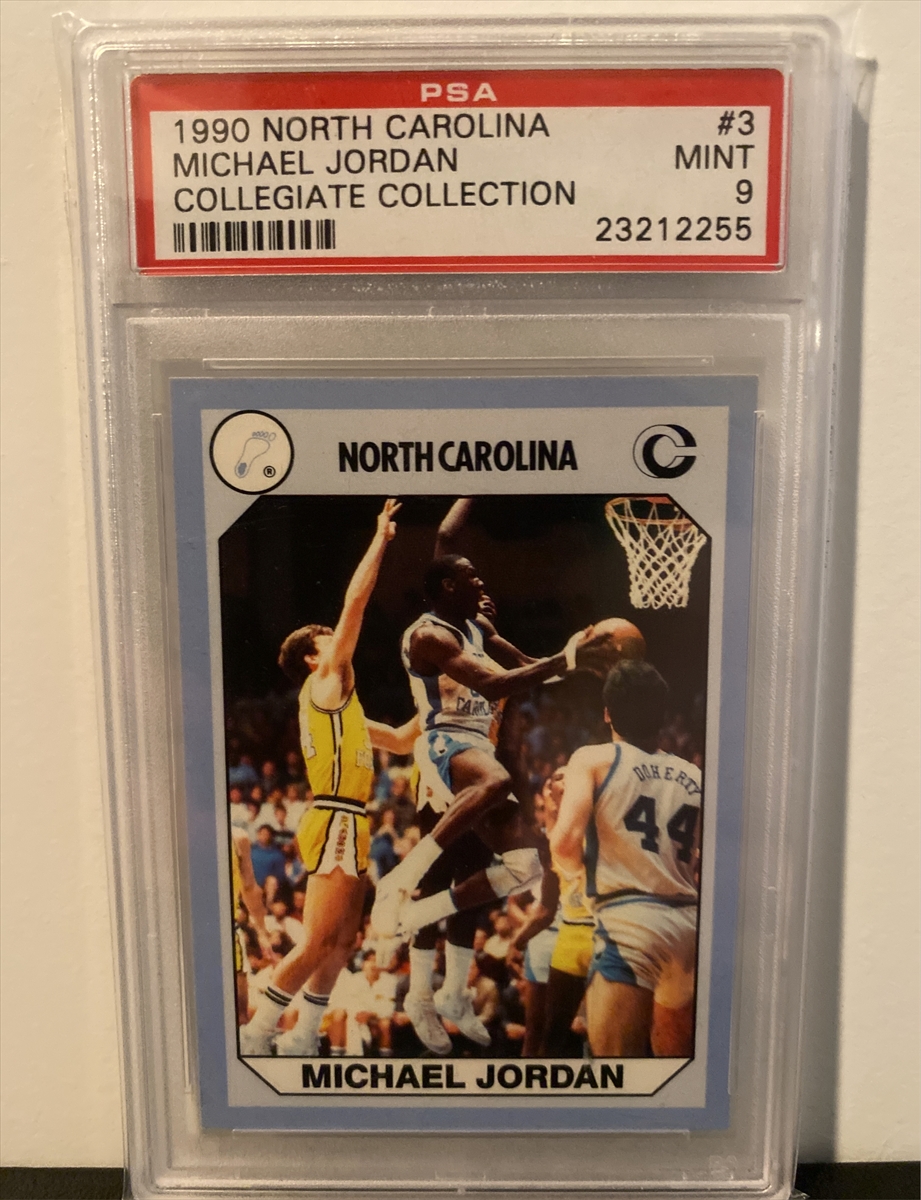 PSA
1990 NORTH CAROLINA #3
MICHAEL JORDAN MINT
COLLEGIATE COLLECTION 9
23212255
®
NORTH CAROLINA
DOHERTY
44
MICHAEL JORDAN